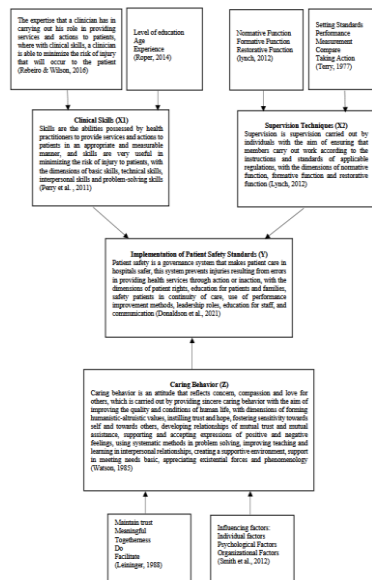 The expertise that a clinician has in
carrying out his role in providing
services and actions to patients,
where with clinical skills, a clinician
is able to minimize the risk of injury
that will occur to the patient
(Rebeiro & Wilson, 2016)
Level of education
Age
Experience
(Roper, 2014)
Normative Function
Formative Function
Restorative Function
(lynch, 2012)
Setting Standards
Performance
Measurement
Compare
Taking Action
(Terry, 1977)
Clinical Skills (X1)
Skills are the abilities possessed by health
practitioners to provide services and actions to
patients in an appropriate and measurable
manner, and skills are very useful in
minimizing the risk of injury to patients, with
the dimensions of basic skills, technical skills,
interpersonal skills and problem-solving skills
(Perry et al., 2011)
Supervision Techniques (X2)
Supervision is supervision carried out by
individuals with the aim of ensuring that
members carry out work according to the
instructions and standards of applicable
regulations, with the dimensions of normative
function, formative function and restorative
function (Lynch, 2012)
Implementation of Patient Safety Standards (Y)
Patient safety is a governance system that makes patient care in
hospitals safer, this system prevents injuries resulting from errors
in providing health services through action or inaction, with the
dimensions of patient rights, education for patients and families,
safety patients in continuity of care, use of performance
improvement methods, leadership roles, education for staff, and
communication (Donaldson et al., 2021)
Caring Behavior (Z)
Caring behavior is an attitude that reflects concern, compassion and love for
others, which is carried out by providing sincere caring behavior with the aim of
improving the quality and conditions of human life, with dimensions of forming
humanistic-altruistic values, instilling trust and hope, fostering sensitivity towards
self and towards others, developing relationships of mutual trust and mutual
assistance, supporting and accepting expressions of positive and negative
feelings, using systematic methods in problem solving, improving teaching and
learning in interpersonal relationships, creating a supportive environment, support
in meeting needs basic, appreciating existential forces and phenomenology
(Watson, 1985)
Maintain trust
Meaningful
Togetherness
Do
Facilitate
(Leininger, 1988)
Influencing factors:
Individual factors
Psychological Factors
Organizational Factors
(Smith et al., 2012)